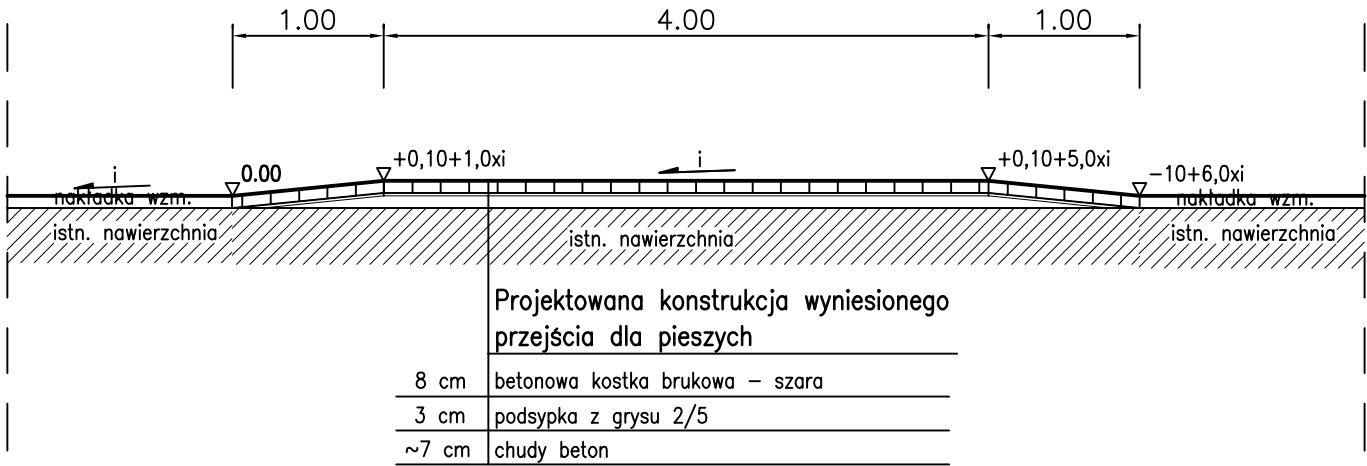 1.00 4.00 1.00
i 0.00 +0,10+1,0xi i +0,10+5,0xi -10+6,0xi
nakładka wzm. nakładka wzm.
istn. nawierzchnia istn. nawierzchnia istn. nawierzchnia
Projektowana konstrukcja wyniesionego
przejścia dla pieszych
8 cm betonowa kostka brukowa – szara
3 cm podsypka z grysu 2/5
~7 cm chudy beton